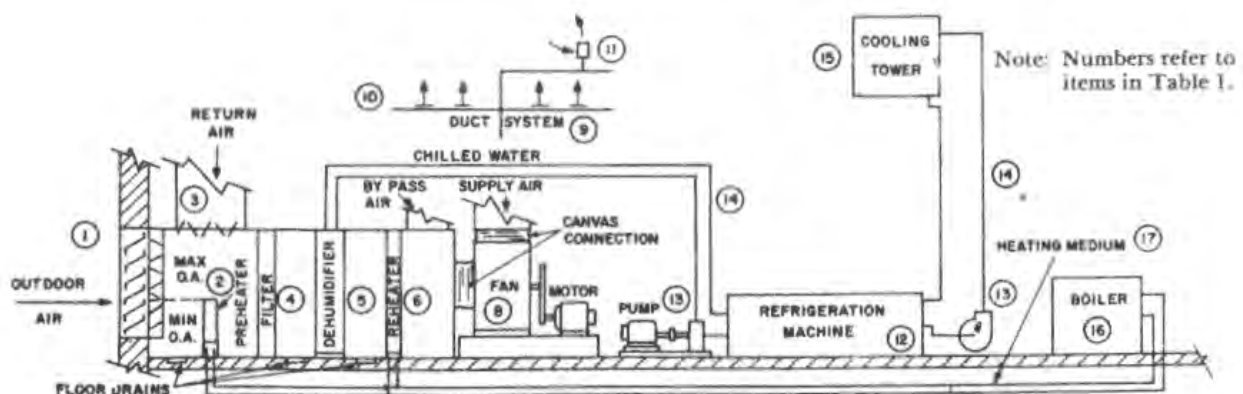 11
COOLING
TOWER
15
Note: Numbers refer to
items in Table 1.
10
RETURN
AIR
DUCT SYSTEM 9
CHILLED WATER
BY PASS
AIR
SUPPLY AIR
3
14
14
1
CANVAS
CONNECTION
HEATING MEDIUM 17
MAX
O.A.
2
OUTDOOR
AIR
PREHEATER
FILTER
4
DEHUMIDIFIER
5
REHEATER
6
FAN
8
MOTOR
PUMP
13
REFRIGERATION
MACHINE
12
13
BOILER
16
MIN
O.A.
FLOOR DRAINS